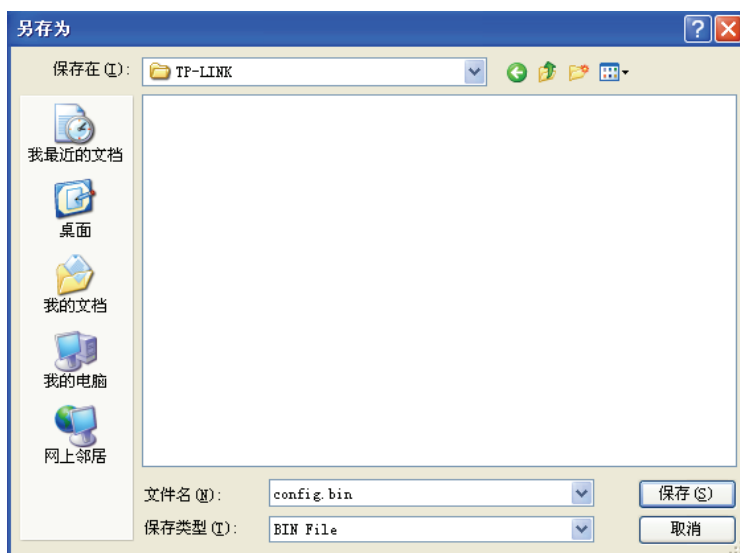 另存为
保存在(I):
TP-LINK
我最近的文档
桌面
我的文档
我的电脑
网上邻居
文件名(N):
config.bin
保存(S)
保存类型(T):
BIN File
取消